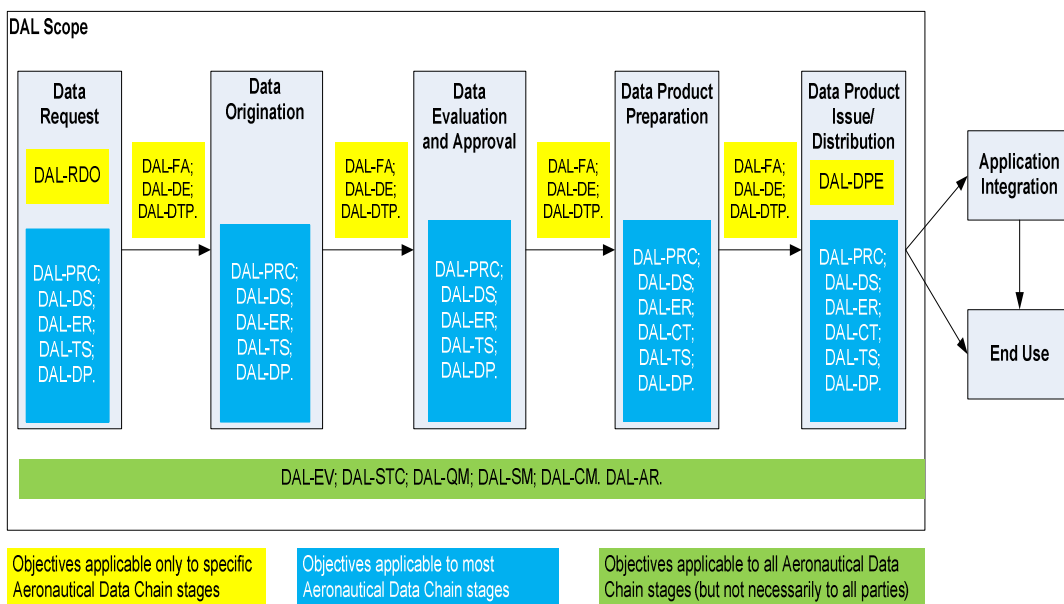 DAL Scope
Data
Request
DAL-RDO
DAL-PRC;
DAL-DS;
DAL-ER;
DAL-TS;
DAL-DP.
DAL-FA;
DAL-DE;
DAL-DTP.
Data
Origination
DAL-PRC;
DAL-DS;
DAL-ER;
DAL-TS;
DAL-DP.
DAL-FA;
DAL-DE;
DAL-DTP.
Data
Evaluation
and Approval
DAL-PRC;
DAL-DS;
DAL-ER;
DAL-TS;
DAL-DP.
DAL-FA;
DAL-DE;
DAL-DTP.
Data Product
Preparation
DAL-PRC;
DAL-DS;
DAL-ER;
DAL-CT;
DAL-TS;
DAL-DP.
DAL-FA;
DAL-DE;
DAL-DTP.
Data Product
Issue/
Distribution
DAL-DPE
DAL-PRC;
DAL-DS;
DAL-ER;
DAL-CT;
DAL-TS;
DAL-DP.
Application
Integration
End Use
DAL-EV; DAL-STC; DAL-QM; DAL-SM; DAL-CM. DAL-AR.
Objectives applicable only to specific
Aeronautical Data Chain stages
Objectives applicable to most
Aeronautical Data Chain stages
Objectives applicable to all Aeronautical Data
Chain stages (but not necessarily to all parties)